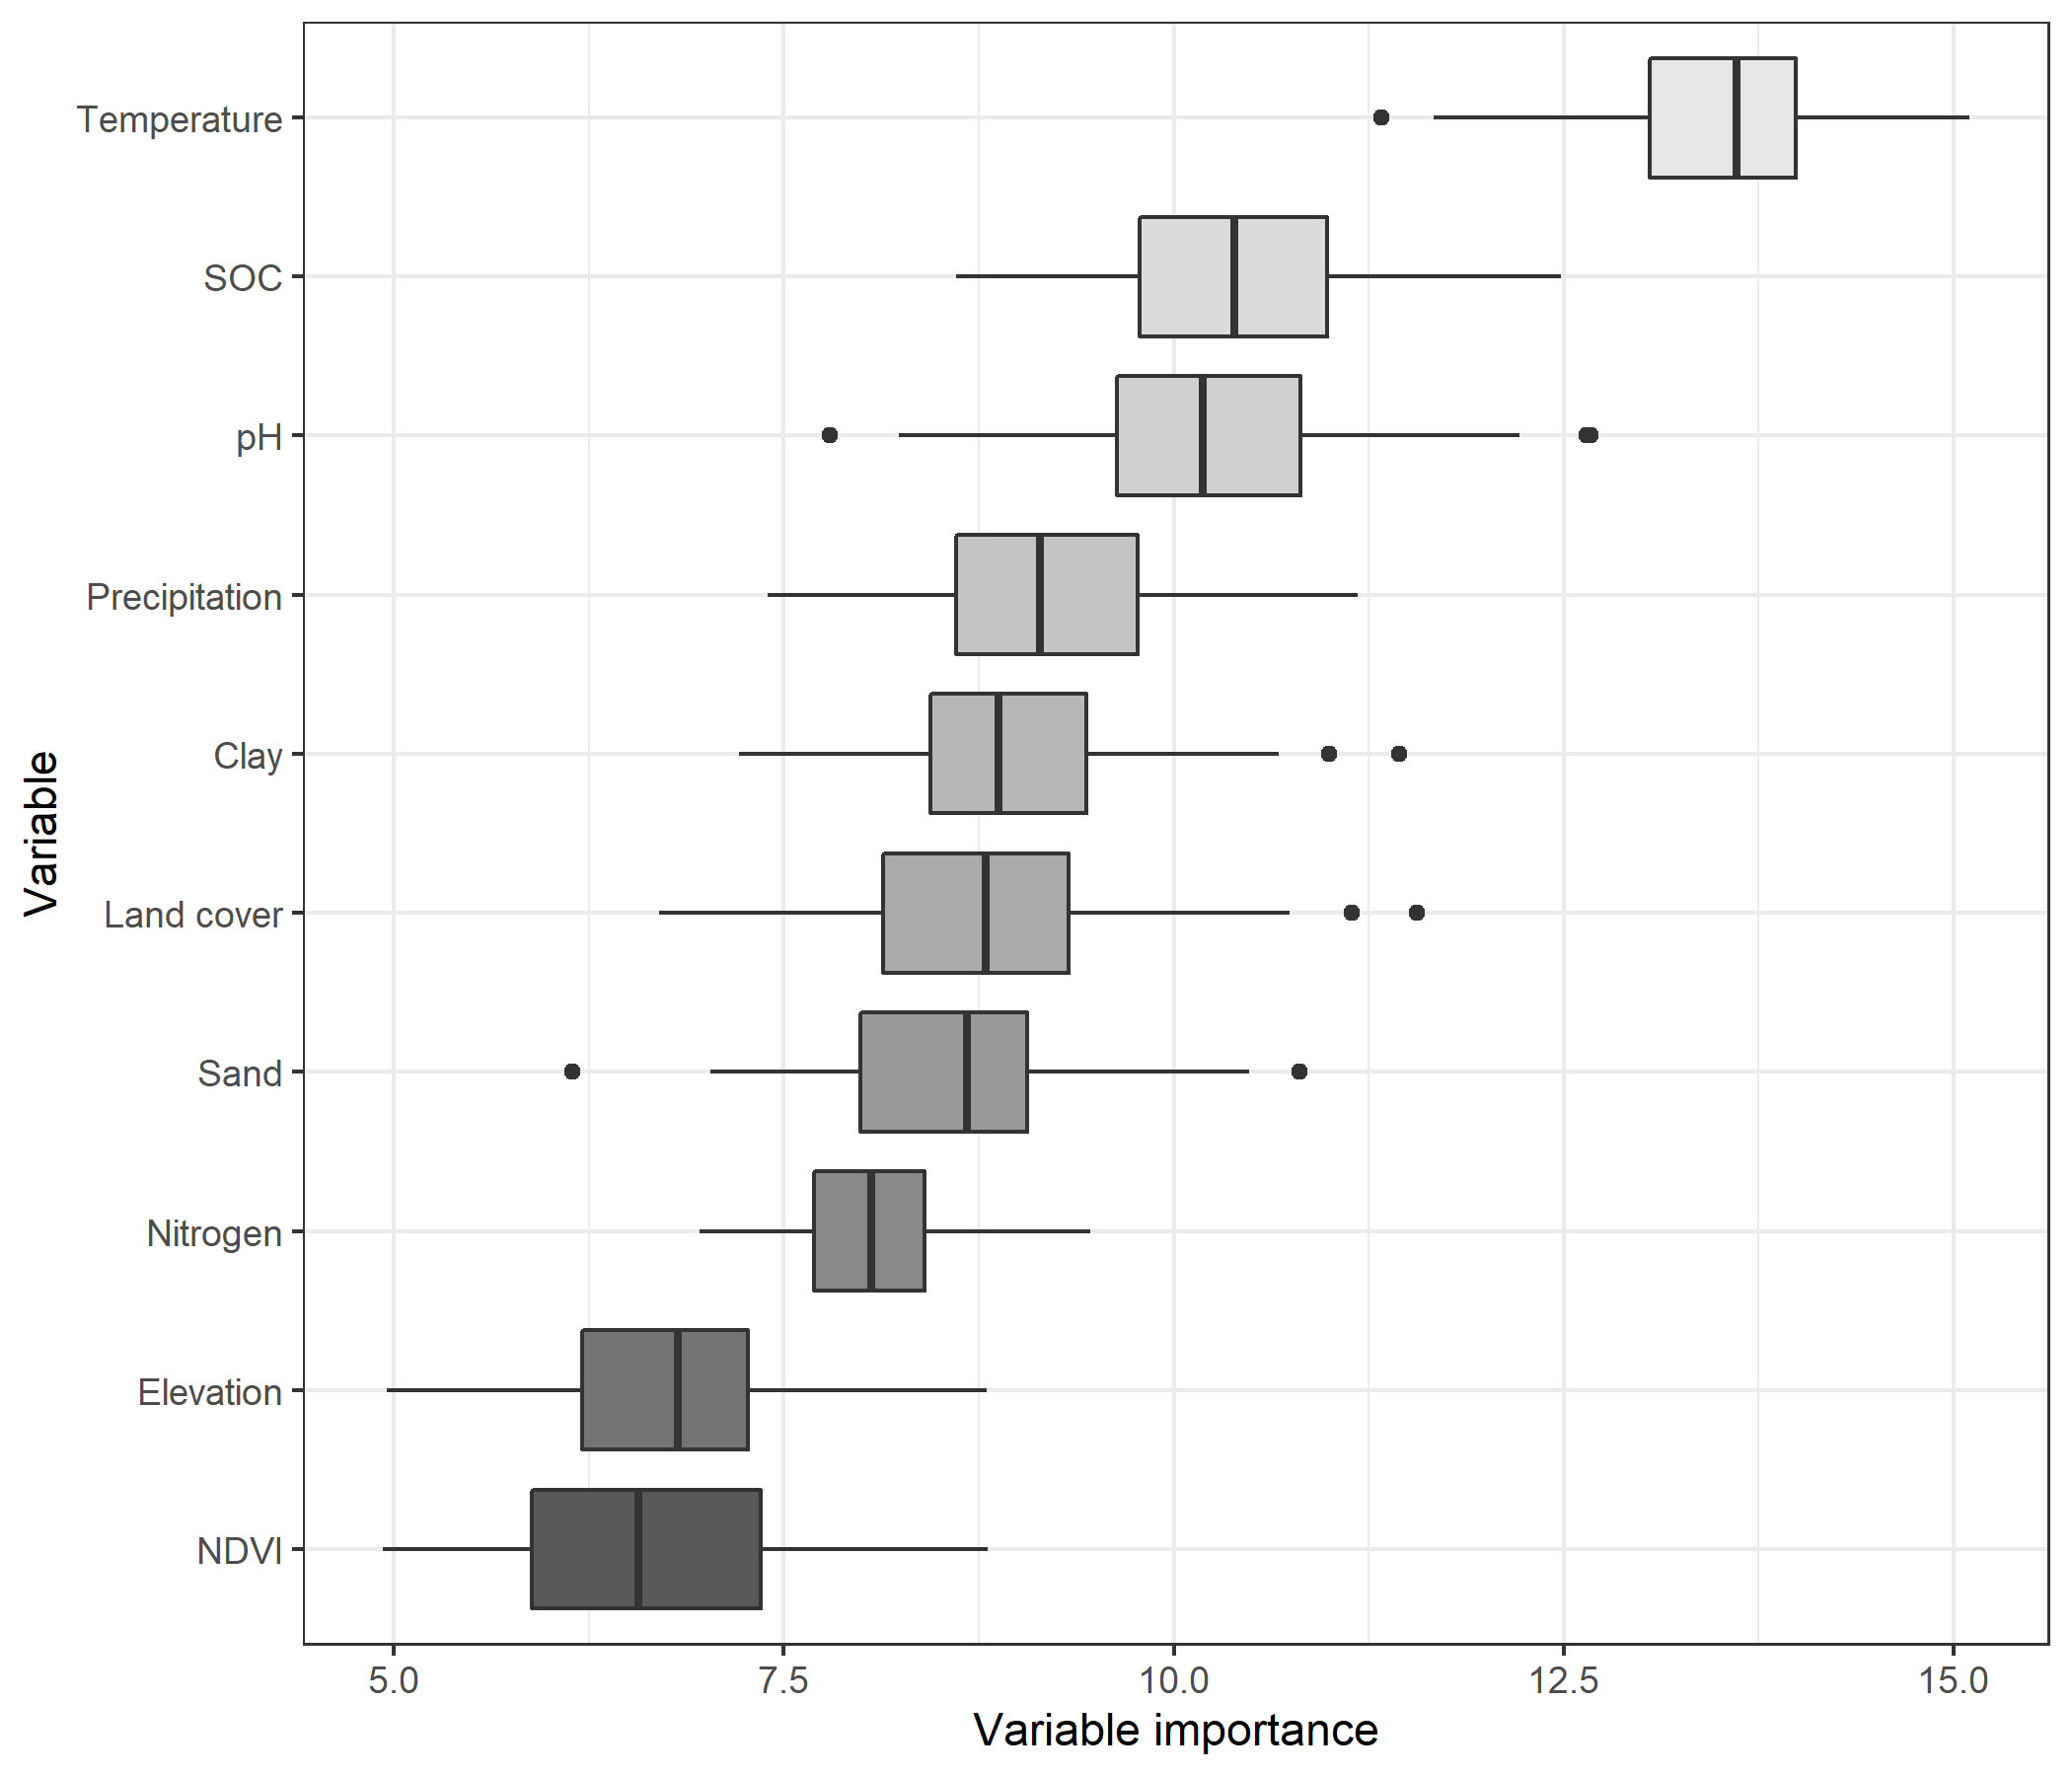 Temperature
SOC
pH
Precipitation
Clay
Land cover
Sand
Nitrogen
Elevation
NDVI
Variable
5.0 7.5 10.0 12.5 15.0
Variable importance